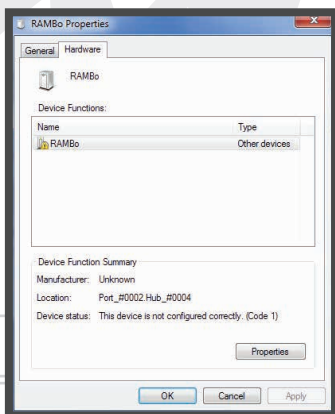 RAMBo Properties
General Hardware
RAMBo
Device Functions:
Name Type
RAMBo Other devices
Device Function Summary
Manufacturer: Unknown
Location: Port_#0002.Hub_#0004
Device status: This device is not configured correctly. (Code 1)
Properties
OK Cancel Apply